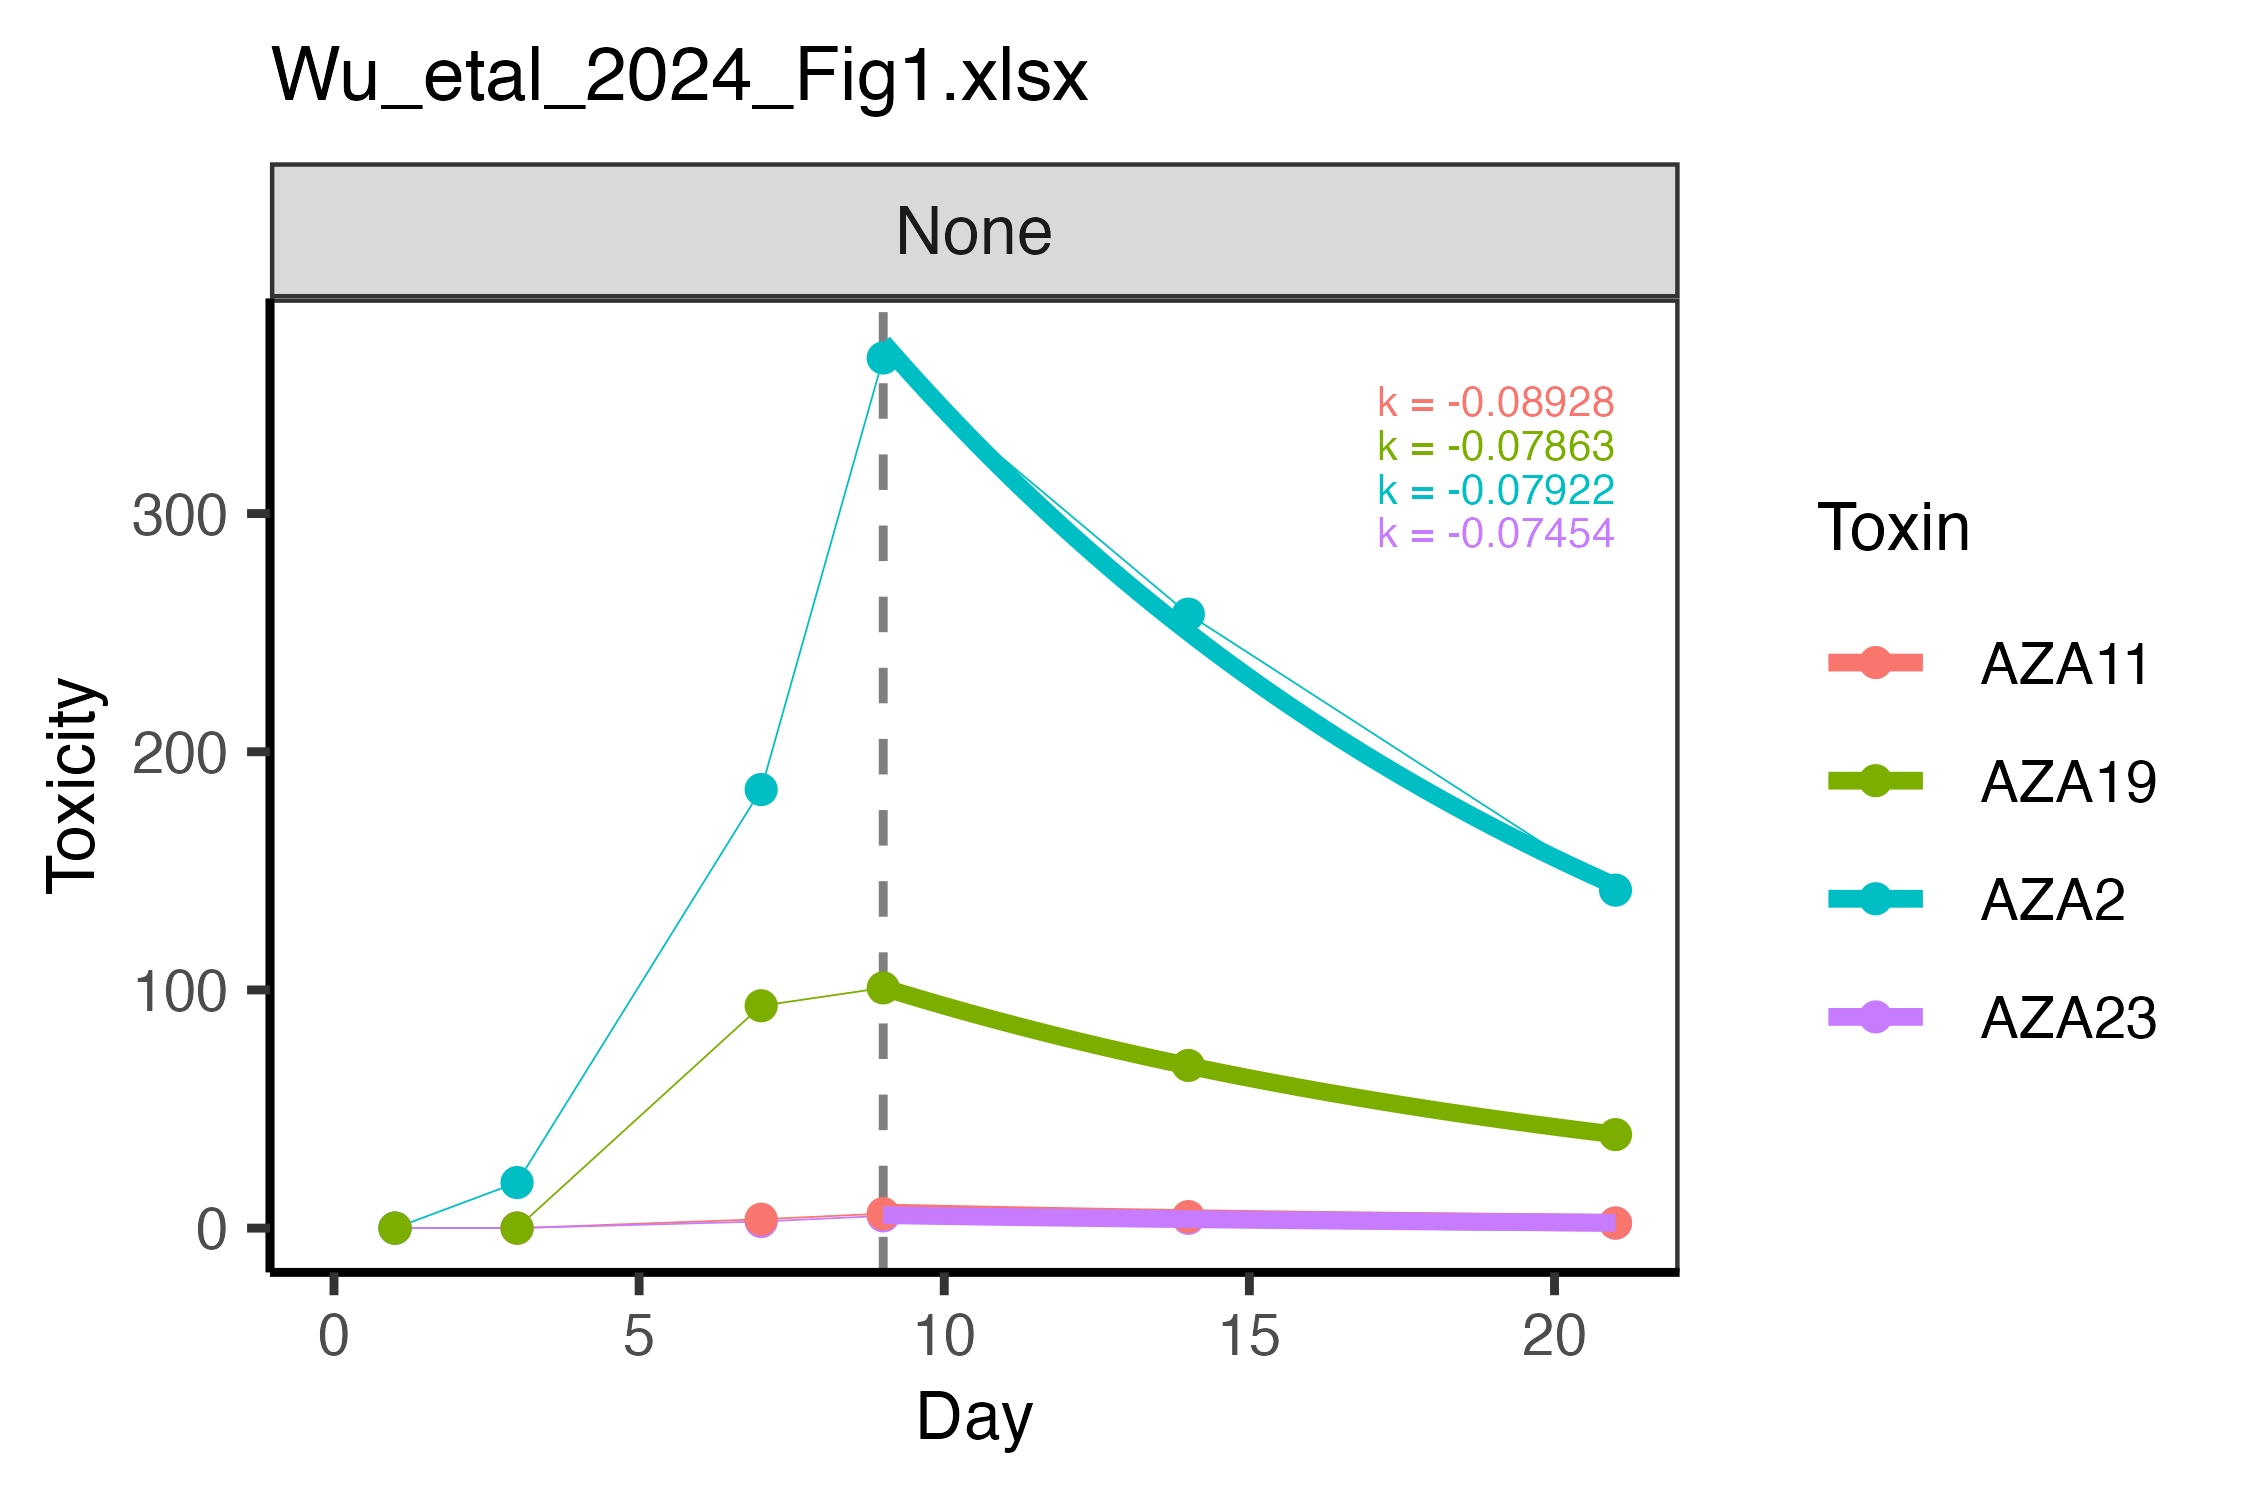 Wu_etal_2024_Fig1.xlsx
None
k = -0.08928
k = -0.07863
k = -0.07922
k = -0.07454
300
200
100
0
Toxicity
0 5 10 15 20
Day
Toxin
AZA11
AZA19
AZA2
AZA23